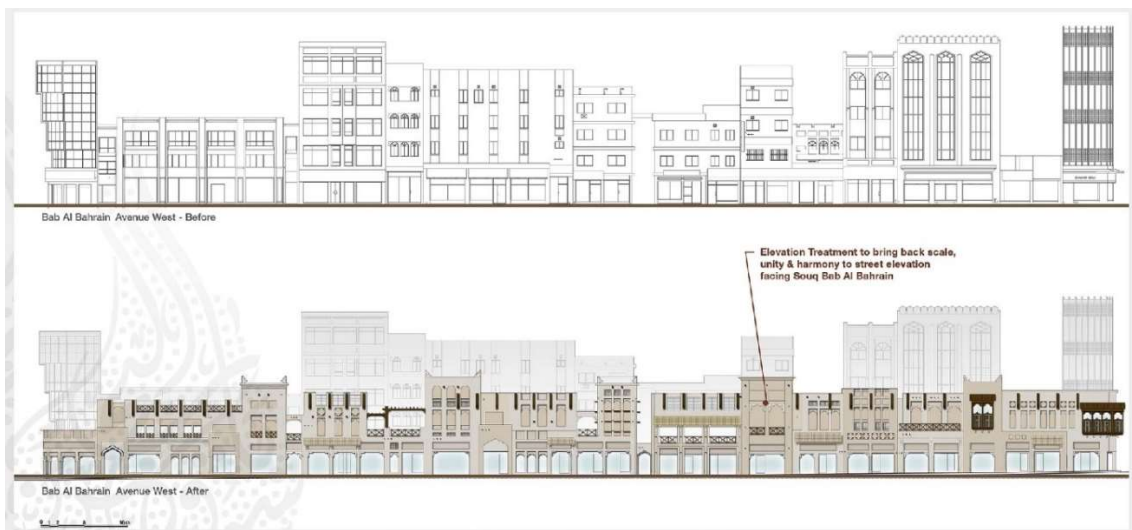 Bab Al Bahrain Avenue West - Before
Elevation Treatment to bring back scale,
unity & harmony to street elevation
facing Souq Bab Al Bahrain
Bab Al Bahrain Avenue West - After